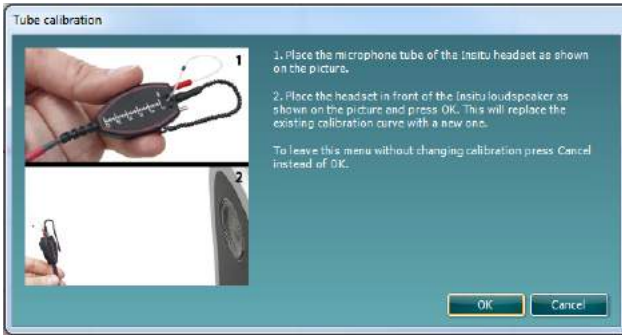 Tube calibration
1
1. Place the microphone tube of the Insitu headset as shown
on the picture.
2. Place the headset in front of the Insitu loudspeaker as
shown on the picture and press OK. This will replace the
existing calibration curve with a new one.
To leave this menu without changing calibration press Cancel
instead of OK.
2
OK
Cancel